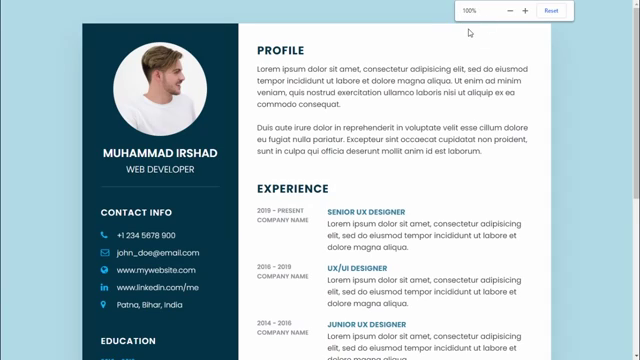 100%
Reset
MUHAMMAD IRSHAD
WEB DEVELOPER
CONTACT INFO
+1 234 5678 900
john_doe@email.com
www.mywebsite.com
www.linkedin.com/me
Patna, Bihar, India
EDUCATION
PROFILE
Lorem ipsum dolor sit amet, consectetur adipisicing elitsed do eiusmod
tempor incididunt ut labore et dolore magna aliqua. Ut enim ad minim
veniam, quis nostrud exercitation ullamco laboris nisi ut aliquip ex ea
commodo consequat.
Duis aute irure dolor in reprehenderit in voluptate velit esse cillum dolore
eu fugiat nulla pariatur. Excepteur sint occaecat cupidatat non proident,
sunt in culpa qui officia deserunt mollit anim id est laborum.
EXPERIENCE
2019 - PRESENT
COMPANY NAME
SENIOR UX DESIGNER
Lorem ipsum dolor sit amet, consectetur adipisicing
elit, sed do eiusmod tempor incididunt ut labore et dolore
magna aliqua.
2016 - 2019
COMPANY NAME
UX/UI DESIGNER
Lorem ipsum dolor sit amet, consectetur adipisicing
elit, sed do eiusmod tempor incididunt ut labore et dolore
magna aliqua.
2014 - 2016
COMPANY NAME
JUNIOR UX DESIGNER
Lorem ipsum dolor sit amet, consectetur adipisicing
elit, sed do eiusmod tempor incididunt ut labore et dolore